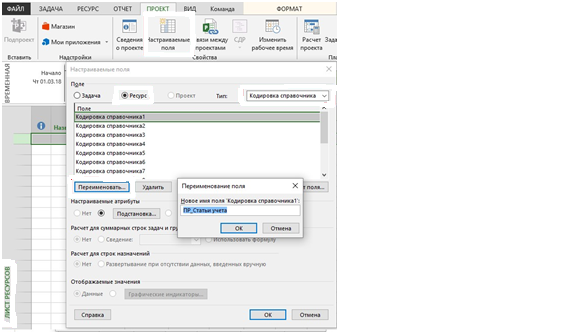 ФАЙЛ ЗАДАЧА РЕСУРС ОТЧЕТ ПРОЕКТ ВИД Команда ФОРМАТ
Подпроект
Магазин
Мои приложения
Сведения о проекте
Настраиваемые поля
связи между проектами
СДР
Изменить рабочее время
Расчет проекта
Вставить Надстройки Свойства
ВРЕМЕННАЯ
Начало
Чт 01.03.18
ЛИСТ РЕСУРСОВ
Настраиваемые поля
Поле
Задача Ресурс Проект Тип: Кодировка справочника
Поле
Кодировка справочника1
Кодировка справочника2
Кодировка справочника3
Кодировка справочника4
Кодировка справочника5
Кодировка справочника6
Кодировка справочника7
Переименовать... Удалить
Переименование поля
Новое имя поля 'Кодировка справочника1':
ПР_Статьи учета
ОК Отмена
Настраиваемые атрибуты
Нет Подстановка...
Расчет для суммарных строк задач и
Нет Сведение: Использовать формулу
Расчет для строк назначений
Нет Развертывание при отсутствии данных, введенных вручную
Отображаемые значения
Данные Графические индикаторы...
Справка ОК Отмена